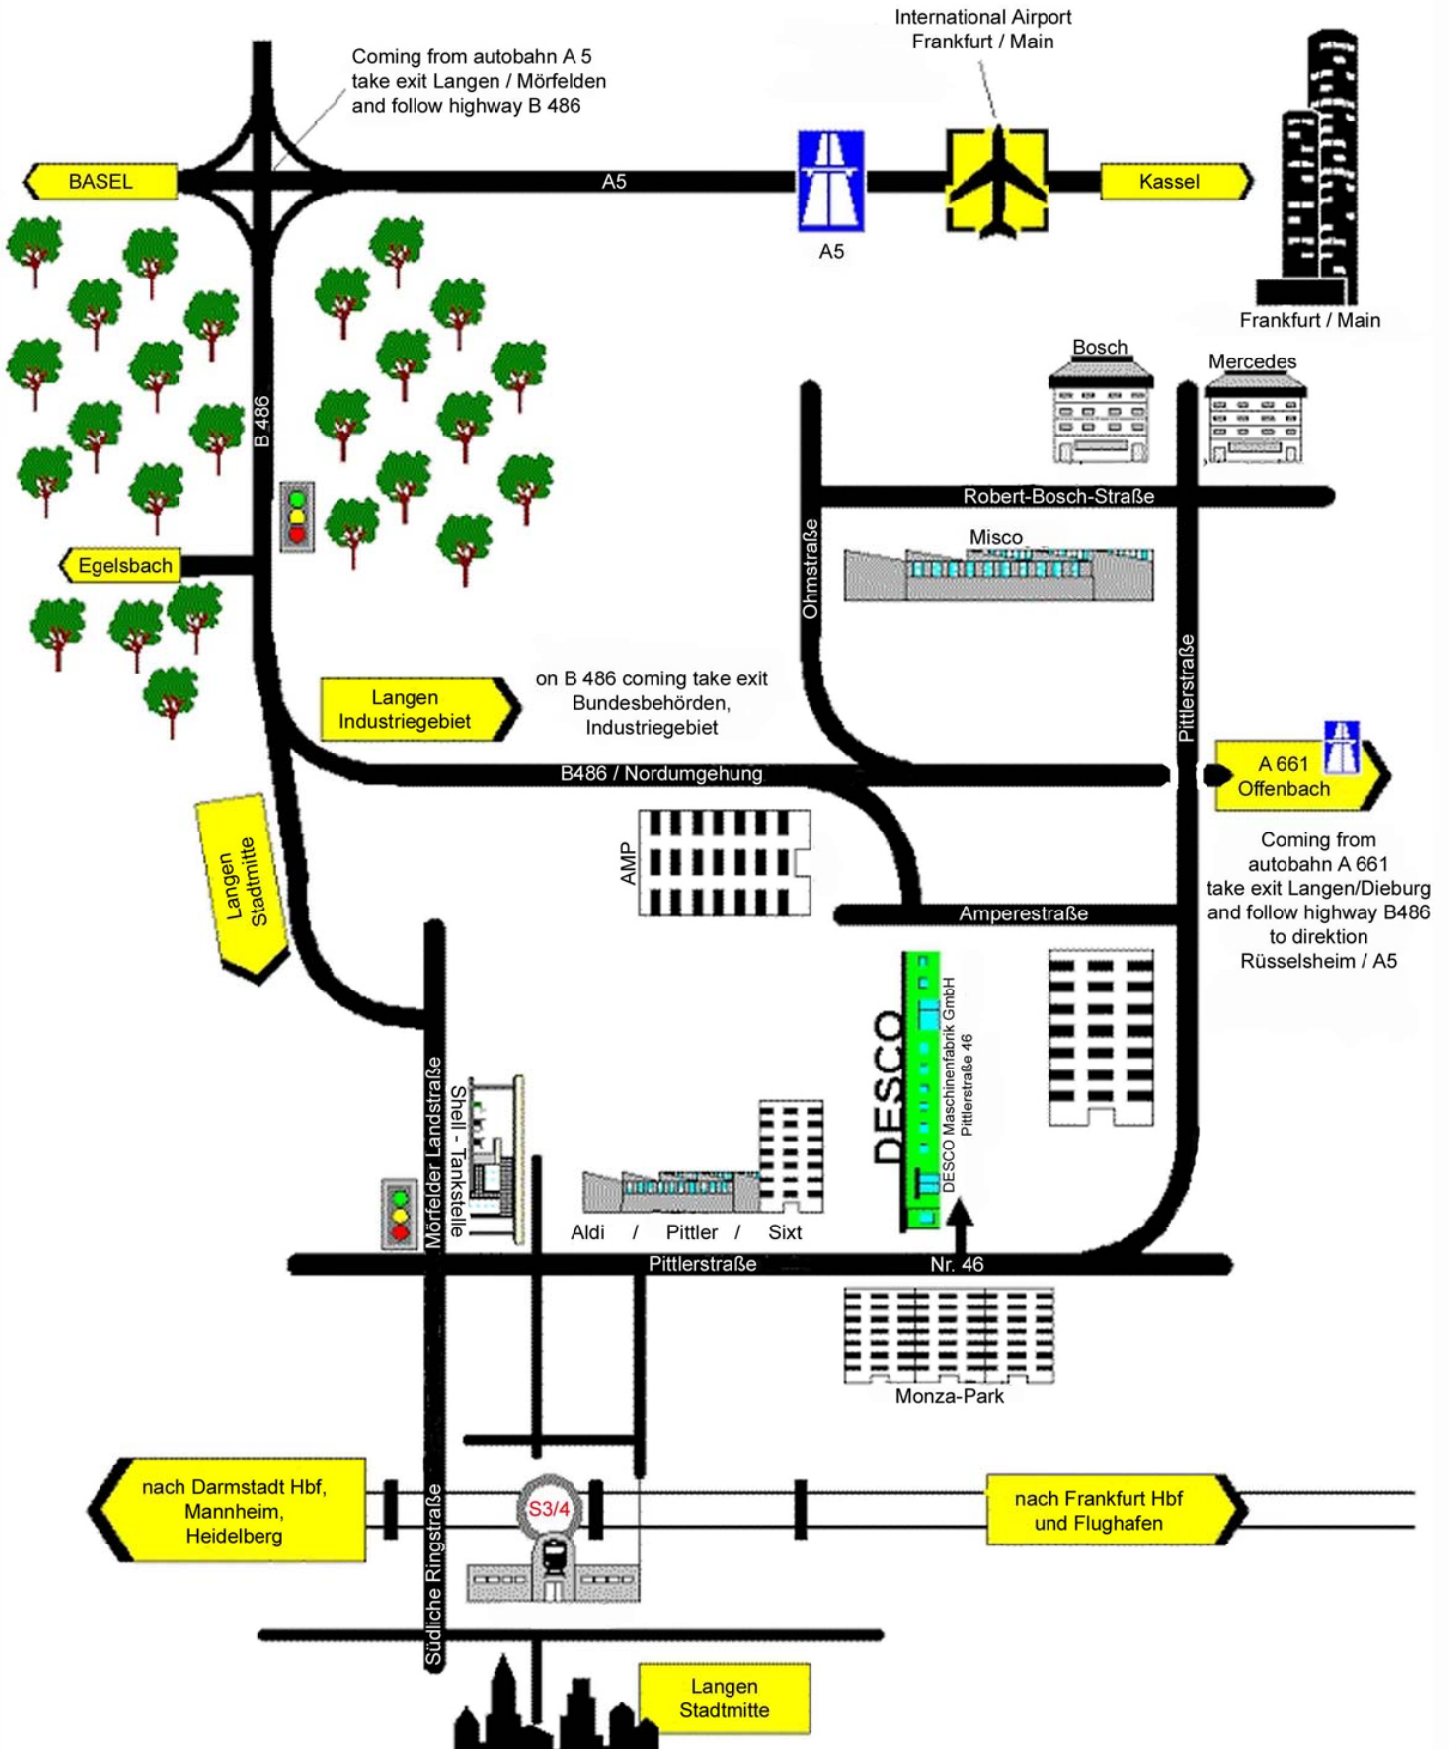 International Airport
Frankfurt / Main
Coming from autobahn A 5
take exit Langen / Mörfelden
and follow highway B 486
BASEL
A5
Kassel
A5
Frankfurt / Main
Bosch
Mercedes
B 486
Robert-Bosch-Straße
Misco
Ohmstraße
Egelsbach
Pittlerstraße
Langen
Industriegebiet
on B 486 coming take exit
Bundesbehörden,
Industriegebiet
B486 / Nordumgehung
A 661
Offenbach
Langen
Stadtmitte
AMP
Coming from
autobahn A 661
take exit Langen/Dieburg
and follow highway B486
to direktion
Rüsselsheim / A5
Amperestraße
DESCO
DESCO Maschinenfabrik GmbH
Pittlerstraße 46
Mörfelder Landstraße
Shell - Tankstelle
Aldi / Pittler / Sixt
Pittlerstraße
Nr. 46
Monza-Park
nach Darmstadt Hbf,
Mannheim,
Heidelberg
S3/4
nach Frankfurt Hbf
und Flughafen
Südliche Ringstraße
Langen
Stadtmitte